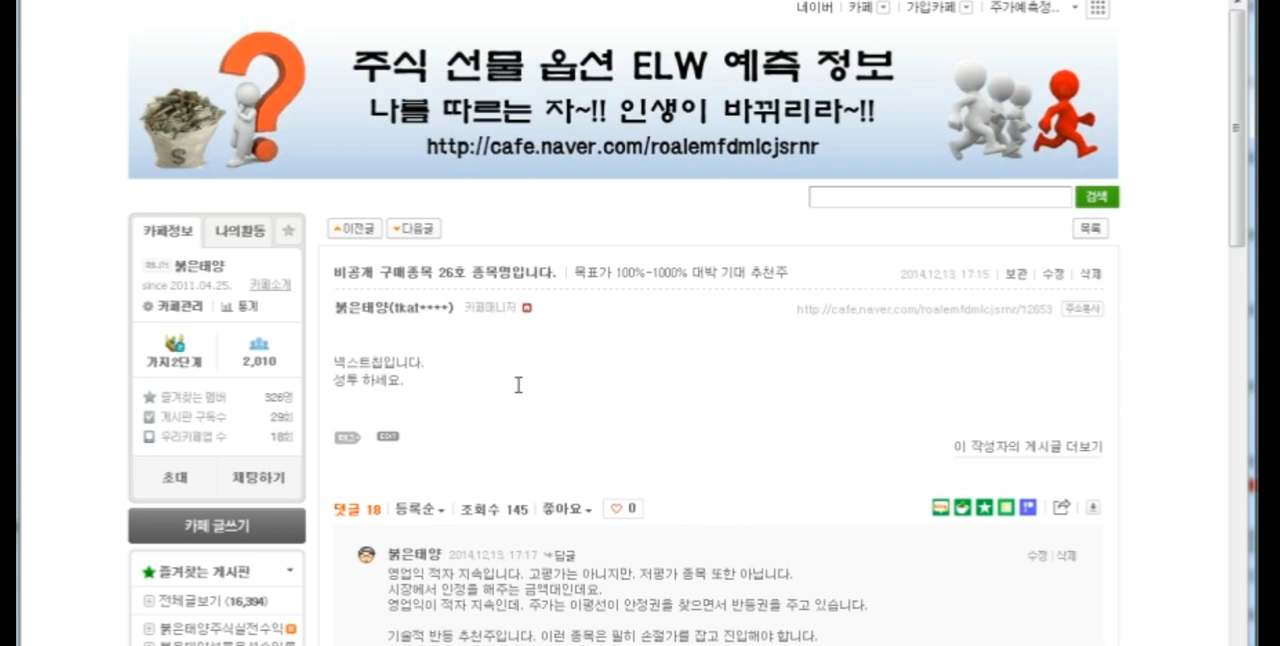 네이버 카페 가입카페 주가예측정..
주식 선물 옵션 ELW 예측 정보
나를 따르는 자~!! 인생이 바뀌리라~!!
http://cafe.naver.com/roalemfdmlcjsrnr
검색
카페정보 나의활동
이전글 다음글 목록
붉은태양
since 2011.04.25. 카페소개
카페관리 통계
가지2단계 2,010
즐겨찾는 멤버 326명
게시판 구독수 29회
우리카페앱 수 18회
초대 채팅하기
카페 글쓰기
즐겨찾는 게시판
전체글보기 (16,394)
붉은태양주식실전수익
비공개 구매종목 26호 종목명입니다. 목표가 100%-1000% 대박 기대 추천주 2014.12.13. 17:15 보관 수정 삭제
붉은태양(tkat****) 카페매니저 http://cafe.naver.com/roalemfdmlcjsrnr/12653 주소복사
넥스트칩입니다.
성투 하세요.
태그 EDIT
이 작성자의 게시글 더보기
댓글 18 등록순 조회수 145 좋아요 0
붉은태양 2014.12.13. 17:17 답글 수정 삭제
영업익 적자 지속입니다. 고평가는 아니지만. 저평가 종목 또한 아닙니다.
시장에서 인정을 해주는 금액대인데요.
영업익이 적자 지속인데. 주가는 이평선이 안정권을 찾으면서 반등권을 주고 있습니다.
기술적 반등 추천주입니다. 이런 종목은 필히 손절가를 잡고 진입해야 합니다.